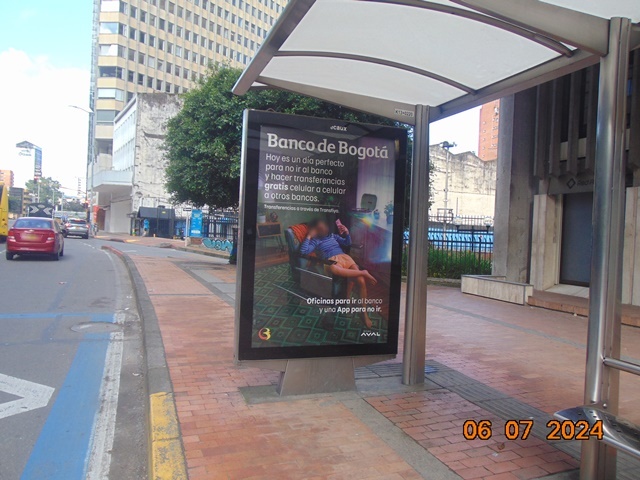 JCDecaux
Banco de Bogotá
Hoy es un día perfecto
para no ir al banco
y hacer transferencias
gratis celular a celular
a otros bancos.
Transferencias a través de Transfiya.
Oficinas para ir al banco
y una App para no ir.
AVAL
06 07 2024